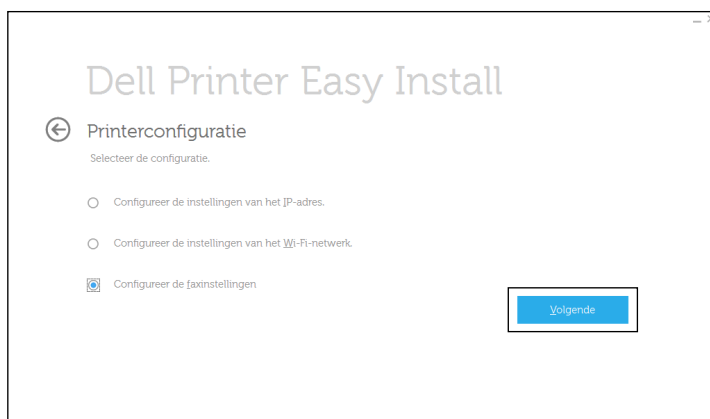 Dell Printer Easy Install
Printerconfiguratie
Selecteer de configuratie.
Configureer de instellingen van het IP-adres.
Configureer de instellingen van het Wi-Fi-netwerk.
Configureer de faxinstellingen
Volgende